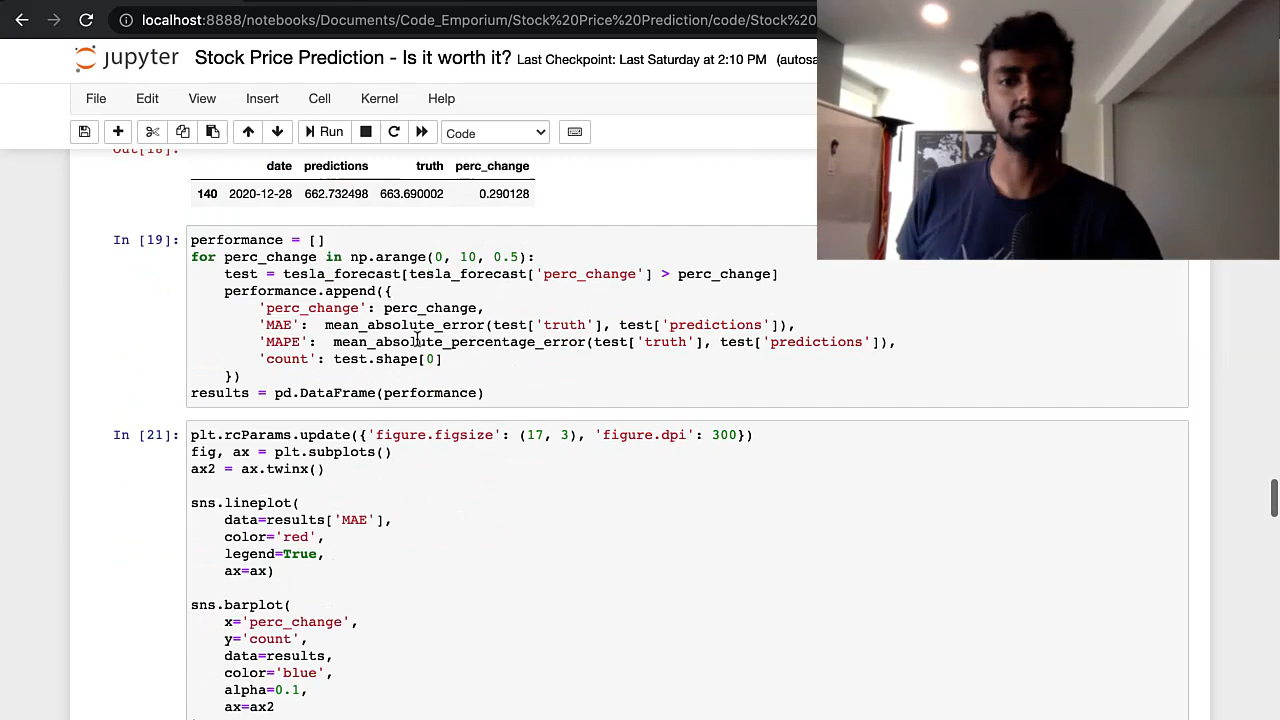 localhost:8888/notebooks/Documents/Code_Emporium/Stock%20Price%20Prediction/code/Stock%20
jupyter Stock Price Prediction - Is it worth it? Last Checkpoint: Last Saturday at 2:10 PM (autosa
File Edit View Insert Cell Kernel Help
Run Code
Out[18]:
date predictions truth perc_change
140 2020-12-28 662.732498 663.690002 0.290128
In [19]: performance = []
for perc_change in np.arange(0, 10, 0.5):
test = tesla_forecast[tesla_forecast['perc_change'] > perc_change]
performance.append({
'perc_change': perc_change,
'MAE': mean_absolute_error(test['truth'], test['predictions']),
'MAPE': mean_absolute_percentage_error(test['truth'], test['predictions']),
'count': test.shape[0]
})
results = pd.DataFrame(performance)
In [21]: plt.rcParams.update({'figure.figsize': (17, 3), 'figure.dpi': 300})
fig, ax = plt.subplots()
ax2 = ax.twinx()
sns.lineplot(
data=results['MAE'],
color='red',
legend=True,
ax=ax)
sns.barplot(
x='perc_change',
y='count',
data=results,
color='blue',
alpha=0.1,
ax=ax2